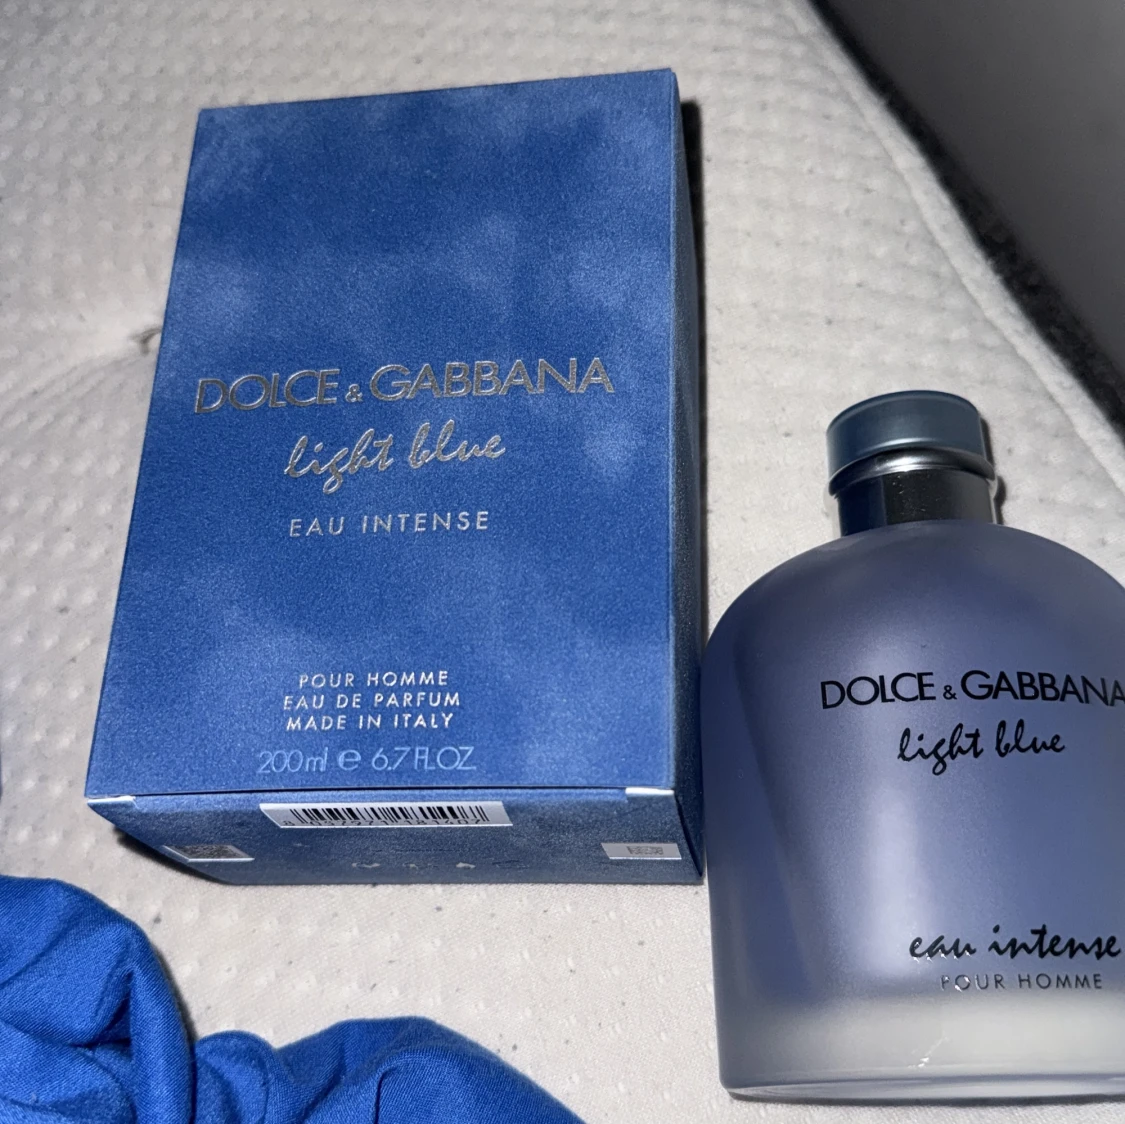 DOLCE & GABBANA
light blue
EAU INTENSE
POUR HOMME
EAU DE PARFUM
MADE IN ITALY
200ml e 6.7 FL.OZ
DOLCE & GABBANA
light blue
eau intense
POUR HOMME